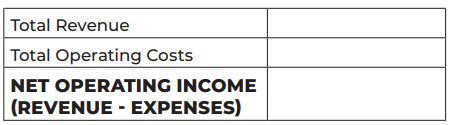 Total Revenue
Total Operating Costs
NET OPERATING INCOME
(REVENUE - EXPENSES)